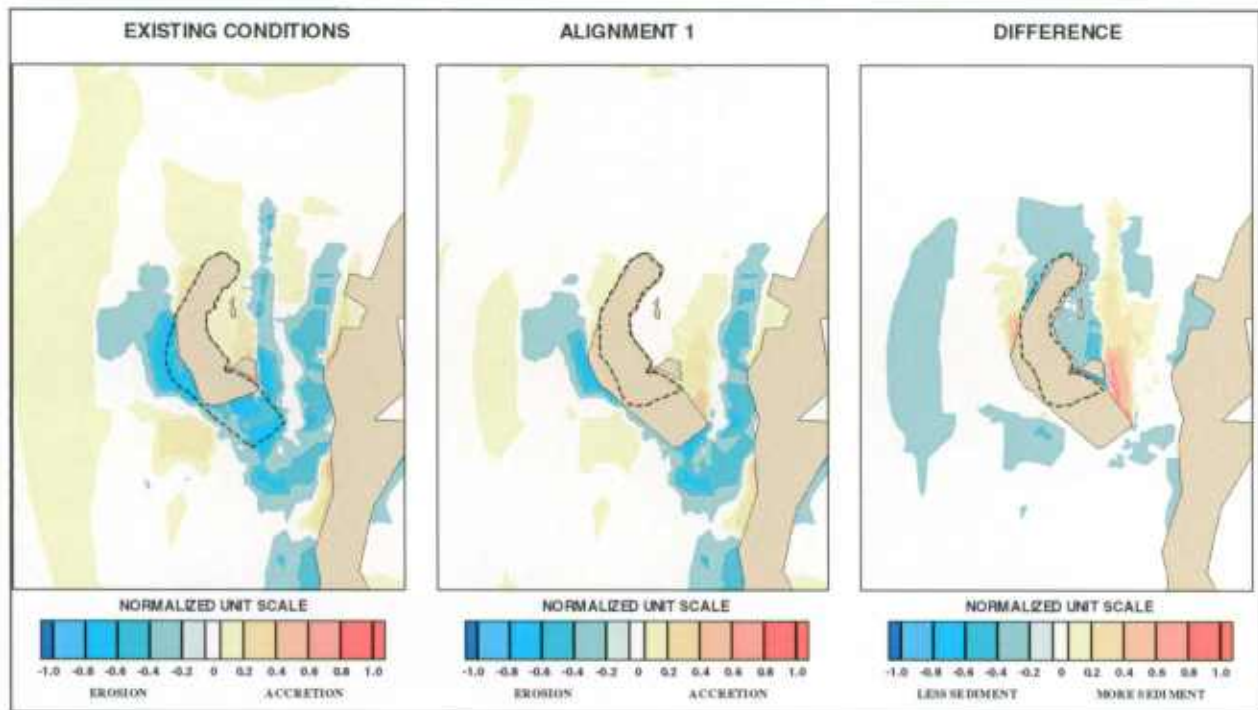 EXISTING CONDITIONS
ALIGNMENT 1
DIFFERENCE
NORMALIZED UNIT SCALE
-1.0 -0.8 -0.6 -0.4 -0.2 0 0.2 0.4 0.6 0.8 1.0
EROSION ACCRETION
NORMALIZED UNIT SCALE
-1.0 -0.8 -0.6 -0.4 -0.2 0 0.2 0.4 0.6 0.8 1.0
EROSION ACCRETION
NORMALIZED UNIT SCALE
-1.0 -0.8 -0.6 -0.4 -0.2 0 0.2 0.4 0.6 0.8 1.0
LESS SEDIMENT MORE SEDIMENT